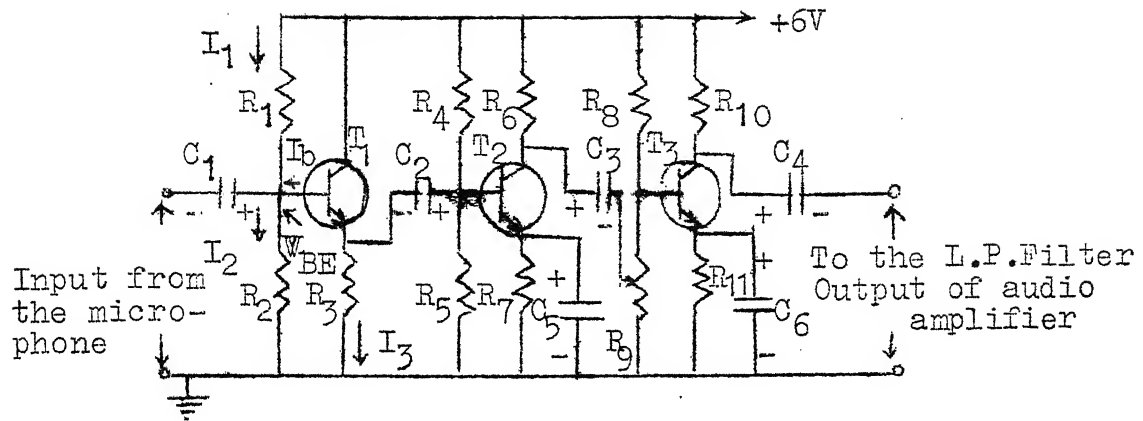 +6V
I1
R1
R4
R6
R8
R10
C1
Ib
T1
C2
T2
C3
T3
C4
- +
- +
+ -
+ -
I2
V BE
R2
R3
I3
R5
R7
+
C5
-
R9
R11
+
C6
-
Input from
the micro-
phone
To the L.P.Filter
Output of audio
amplifier